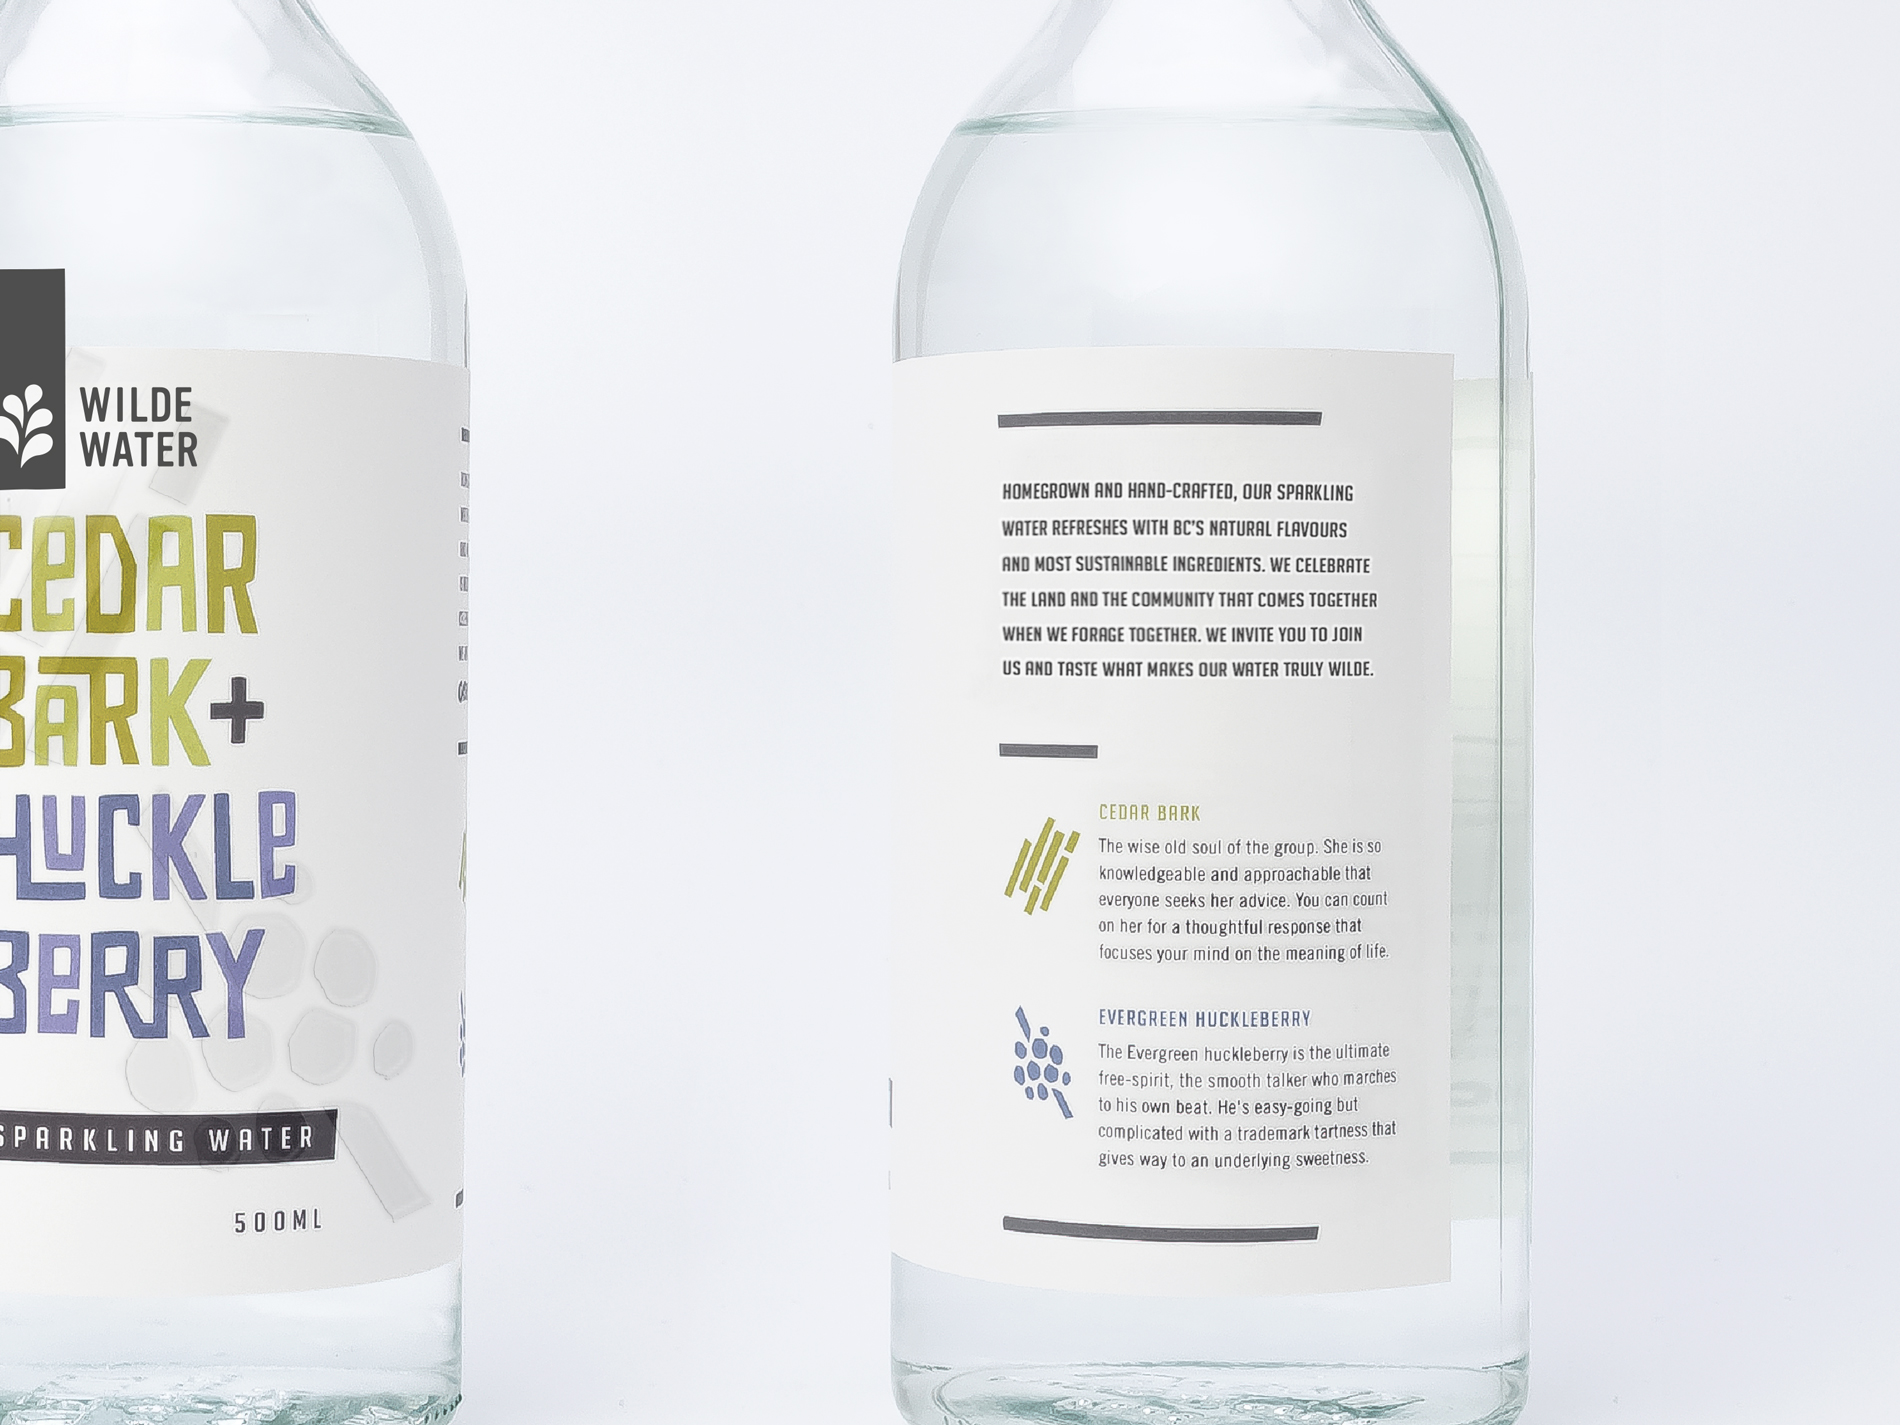 WILDE
WATER
CeDAR
BaRK+
HuCKLe
BeRRY
SPARKLING WATER
500ML
HOMEGROWN AND HAND-CRAFTED, OUR SPARKLING
WATER REFRESHES WITH BC'S NATURAL FLAVOURS
AND MOST SUSTAINABLE INGREDIENTS. WE CELEBRATE
THE LAND AND THE COMMUNITY THAT COMES TOGETHER
WHEN WE FORAGE TOGETHER. WE INVITE YOU TO JOIN
US AND TASTE WHAT MAKES OUR WATER TRULY WILDE.
CEDAR BARK
The wise old soul of the group. She is so
knowledgeable and approachable that
everyone seeks her advice. You can count
on her for a thoughtful response that
focuses your mind on the meaning of life.
EVERGREEN HUCKLEBERRY
The Evergreen huckleberry is the ultimate
free-spirit, the smooth talker who marches
to his own beat. He's easy-going but
complicated with a trademark tartness that
gives way to an underlying sweetness.